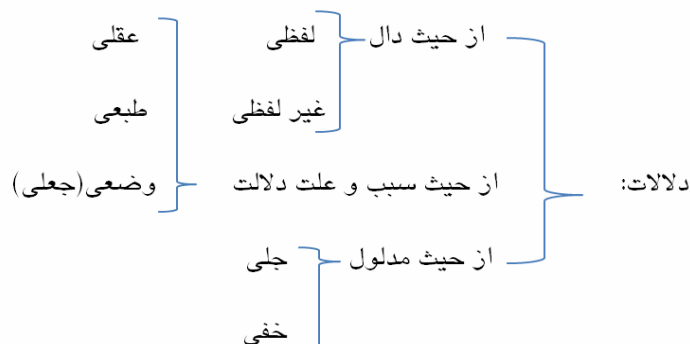 از حیث دال لفظی عقلی
غیر لفظی طبعی
دلالات: از حیث سبب و علت دلالت وضعی(جعلی)
از حیث مدلول جلی
خفی